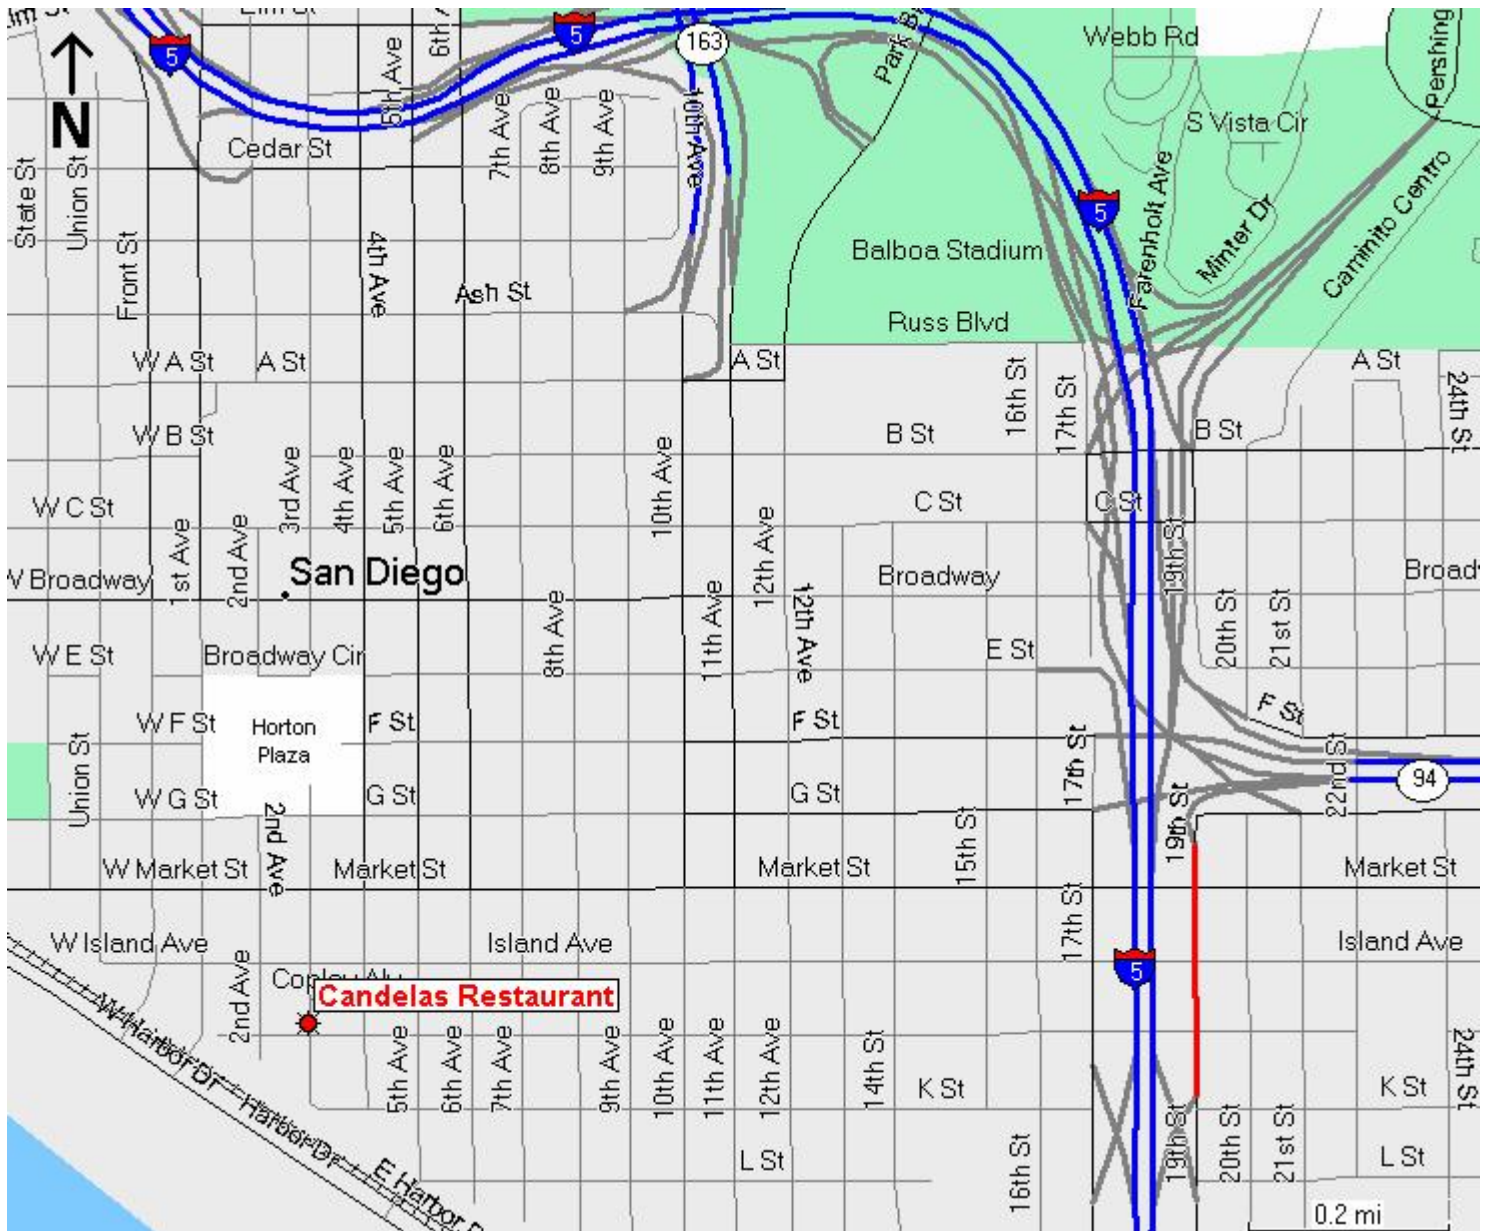 Elm St
5
5
163
Webb Rd
Pershing
N
5th Ave
6th A
Park Bl
S Vista Cir
7th Ave
8th Ave
9th Ave
10th Ave
Cedar St
State St
Union St
Front St
4th Ave
Ash St
Balboa Stadium
5
Farenholt Ave
Minter Dr
Caminito Centro
Russ Blvd
W A St
A St
A St
A St
16th St
17th St
24th St
W B St
B St
B St
3rd Ave
4th Ave
5th Ave
6th Ave
10th Ave
W C St
C St
C St
1st Ave
2nd Ave
San Diego
12th Ave
19th St
W Broadway
Broadway
Broad
8th Ave
11th Ave
12th Ave
20th St
21st St
W E St
Broadway Cir
E St
W F St
Horton
Plaza
F St
F St
F St
Union St
17th St
22nd St
94
W G St
G St
G St
2nd Ave
15th St
19th St
W Market St
Market St
Market St
Market St
17th St
W Island Ave
Island Ave
Island Ave
5
2nd Ave
Copley Aly
Candelas Restaurant
W Harbor Dr
Harbor Dr
E Harbor D
5th Ave
6th Ave
7th Ave
9th Ave
10th Ave
11th Ave
12th Ave
14th St
K St
K St
24th St
L St
L St
16th St
19th St
20th St
21st St
0.2 mi